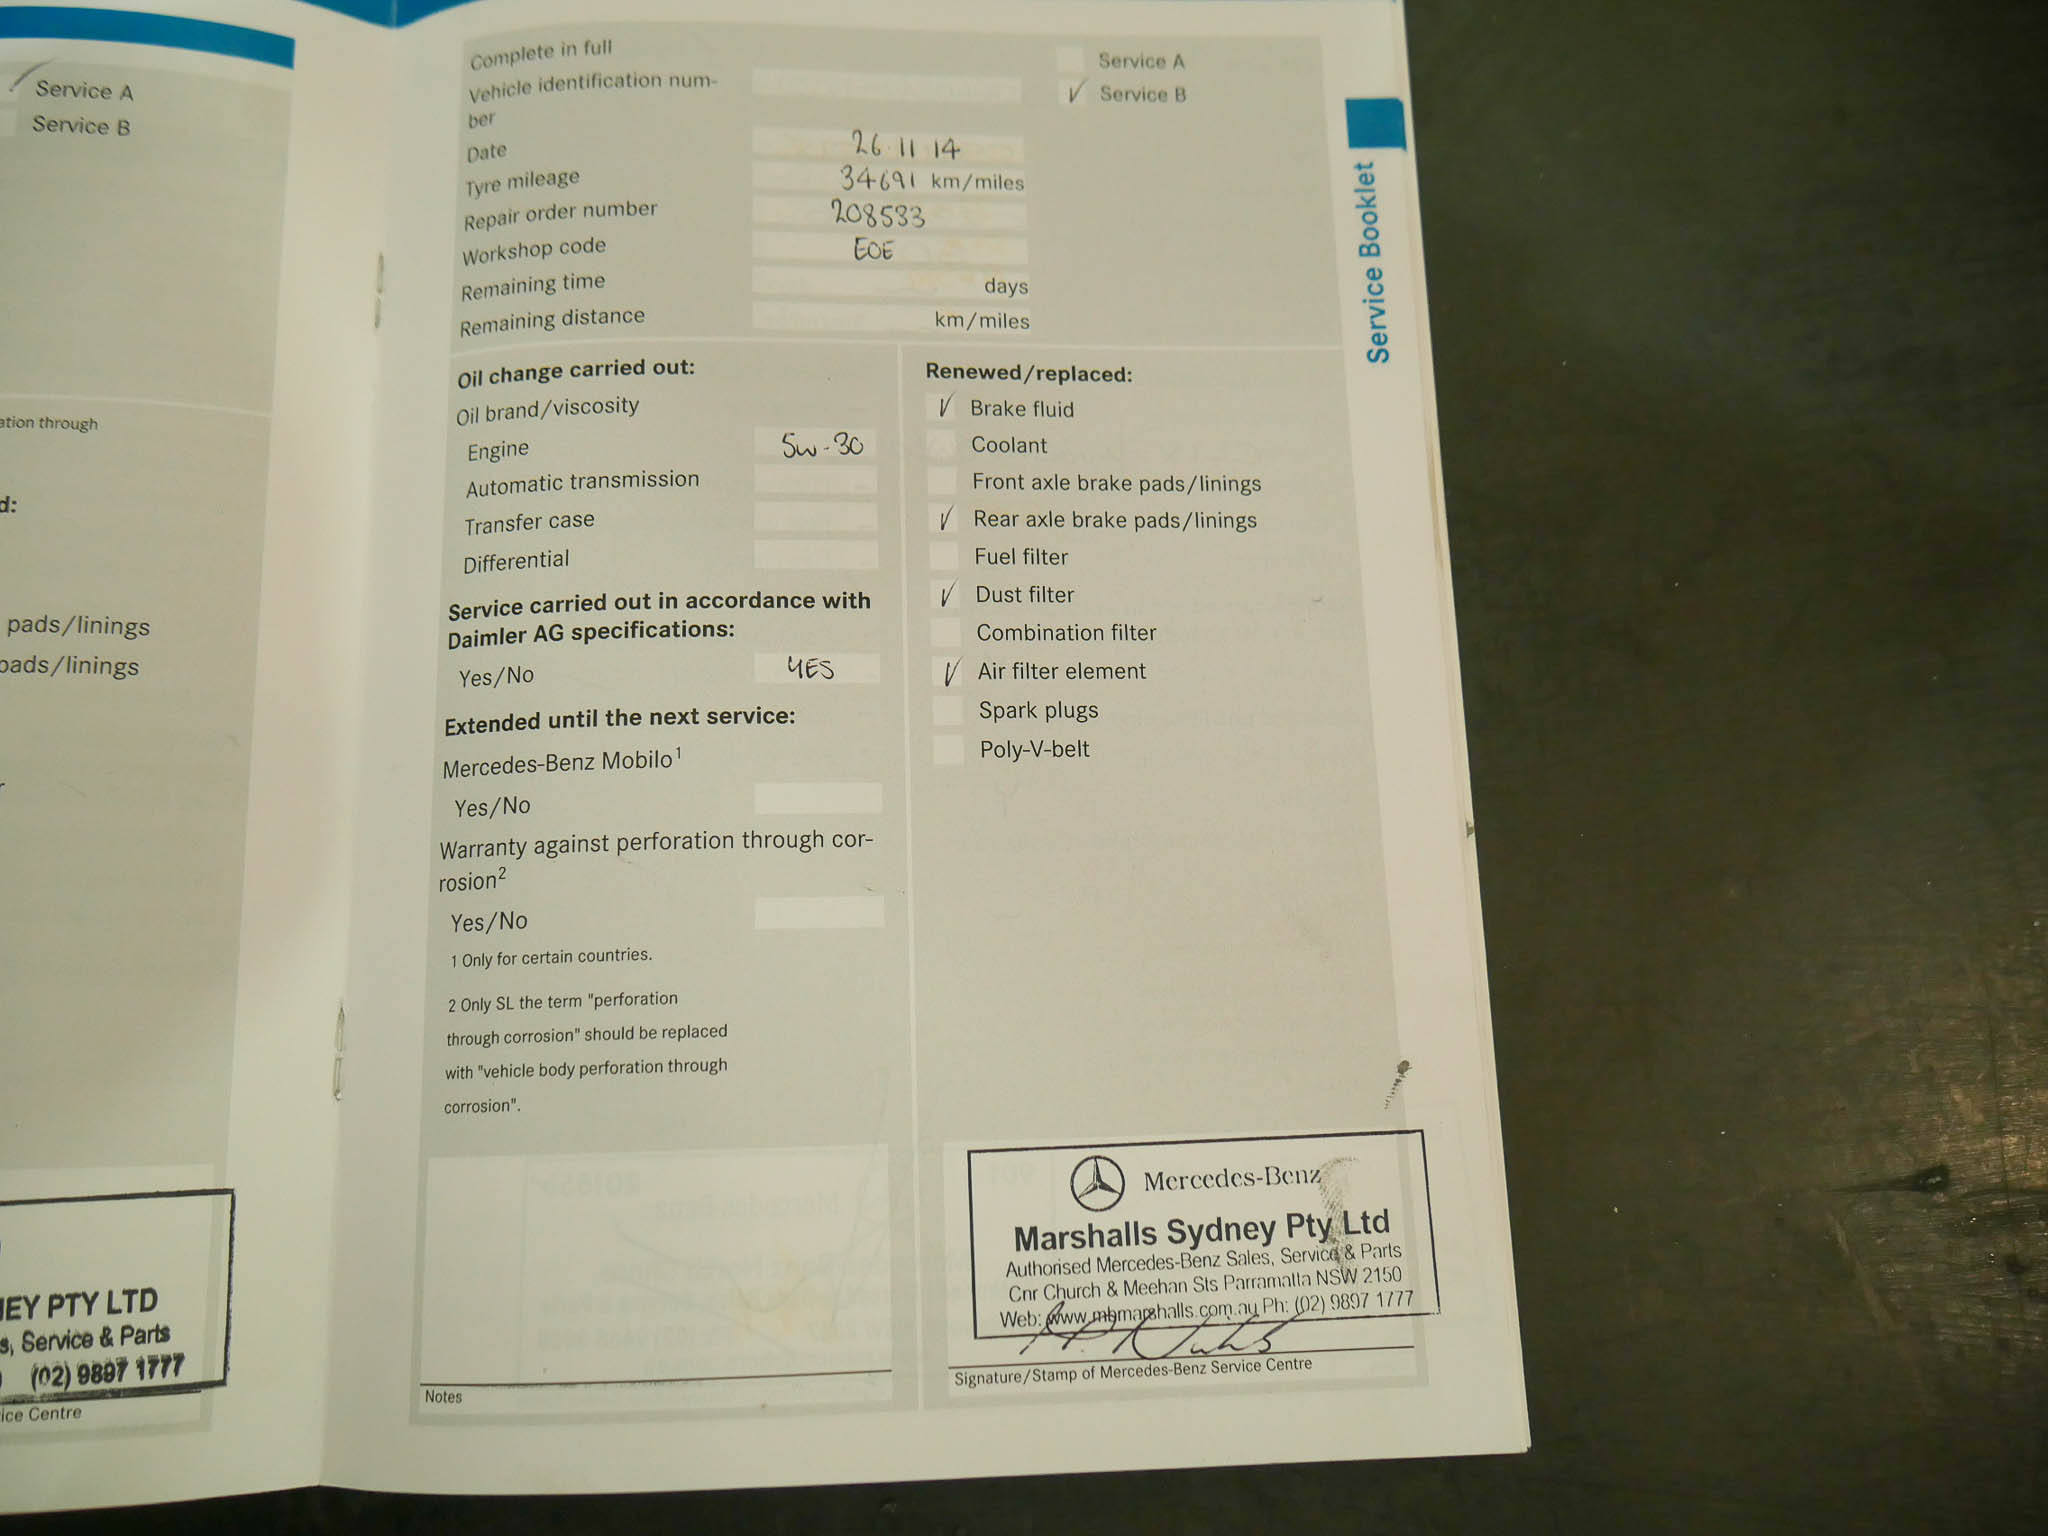 Service A
Service B
ation through
d:
pads/linings
pads/linings
EY PTY LTD
s, Service & Parts
(02) 9897 1777
ice Centre
Complete in full
Vehicle identification num-
ber
Date 26 11 14
Tyre mileage 34691 km/miles
Repair order number 208533
Workshop code EOE
Remaining time days
Remaining distance km/miles
Service A
✓ Service B
Service Booklet
Oil change carried out:
Oil brand/viscosity
Engine 5w-30
Automatic transmission
Transfer case
Differential
Service carried out in accordance with
Daimler AG specifications:
Yes/No YES
Extended until the next service:
Mercedes-Benz Mobilo1
Yes/No
Warranty against perforation through cor-
rosion2
Yes/No
1 Only for certain countries.
2 Only SL the term "perforation
through corrosion" should be replaced
with "vehicle body perforation through
corrosion".
Notes
Renewed/replaced:
✓ Brake fluid
Coolant
Front axle brake pads/linings
✓ Rear axle brake pads/linings
Fuel filter
✓ Dust filter
Combination filter
✓ Air filter element
Spark plugs
Poly-V-belt
Mercedes-Benz
Marshalls Sydney Pty Ltd
Authorised Mercedes-Benz Sales, Service & Parts
Cnr Church & Meehan Sts Parramatta NSW 2150
Web: www.mbmarshalls.com.au Ph: (02) 9897 1777
Signature/Stamp of Mercedes-Benz Service Centre